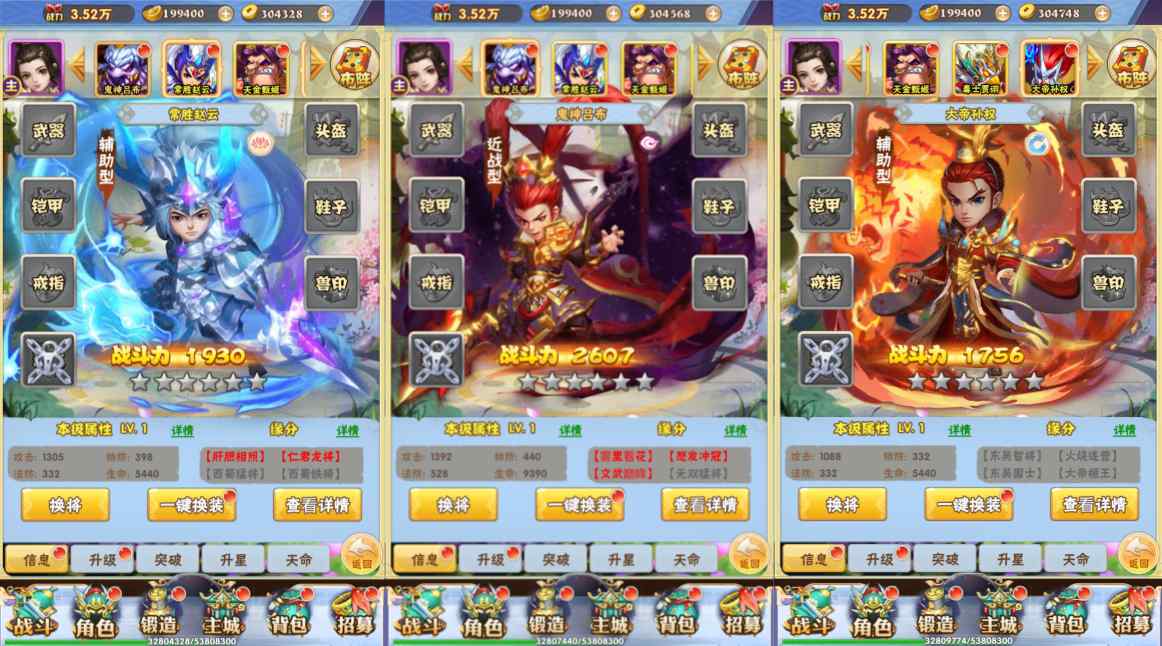 战力 3.52万 199400 304328
主 鬼神吕布 常胜赵云 天金甄姬 布阵
常胜赵云
武器 辅助型 头盔
铠甲 鞋子
戒指 兽印
战斗力 1930
本级属性 LV.1 详情 缘分 详情
攻击: 1305 物防: 398 【肝胆相照】 【仁君龙将】
法防: 332 生命: 5440 【西蜀猛将】 【西蜀铁骑】
换将 一键换装 查看详情
信息 升级 突破 升星 天命 返回
战斗 角色 锻造 主城 背包 招募
32804328/53808300
战力 3.52万 199400 304568
主 鬼神吕布 常胜赵云 天金甄姬 布阵
鬼神吕布
武器 近战型 头盔
铠甲 鞋子
戒指 兽印
战斗力 2607
本级属性 LV.1 详情 缘分 详情
攻击: 1392 物防: 440 【怒发冲冠】
法防: 528 生命: 9390 【文武巅峰】 【无双猛将】
换将 一键换装 查看详情
信息 升级 突破 升星 天命 返回
战斗 角色 锻造 主城 背包 招募
32807440/53808300
战力 3.52万 199400 304748
主 天金甄姬 毒士贾诩 大帝孙权 布阵
大帝孙权
武器 辅助型 头盔
铠甲 鞋子
戒指 兽印
战斗力 1756
本级属性 LV.1 详情 缘分 详情
攻击: 1088 物防: 332 【东吴智将】 【火烧连营】
法防: 332 生命: 5440 【东吴国士】 【大帝霸王】
换将 一键换装 查看详情
信息 升级 突破 升星 天命 返回
战斗 角色 锻造 主城 背包 招募
32809774/53808300